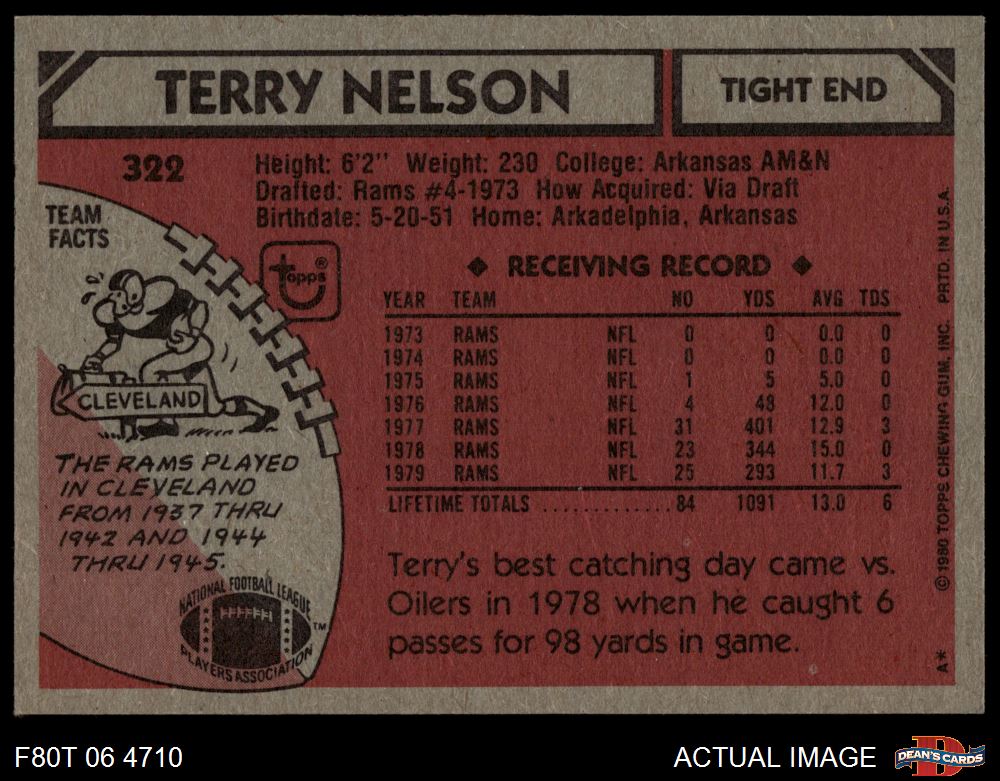 TERRY NELSON
TIGHT END
322
Height: 6'2" Weight: 230 College: Arkansas AM&N
Drafted: Rams #4-1973 How Acquired: Via Draft
Birthdate: 5-20-51 Home: Arkadelphia, Arkansas
TEAM
FACTS
topps®
CLEVELAND
THE RAMS PLAYED
IN CLEVELAND
FROM 1937 THRU
1942 AND 1944
THRU 1945.
NATIONAL FOOTBALL LEAGUE
PLAYERS ASSOCIATION
TM
◆ RECEIVING RECORD ◆
YEAR TEAM NO YDS AVG TDS
1973 RAMS NFL 0 0 0.0 0
1974 RAMS NFL 0 0 0.0 0
1975 RAMS NFL 1 5 5.0 0
1976 RAMS NFL 4 48 12.0 0
1977 RAMS NFL 31 401 12.9 3
1978 RAMS NFL 23 344 15.0 0
1979 RAMS NFL 25 293 11.7 3
LIFETIME TOTALS ............ 84 1091 13.0 6
Terry's best catching day came vs.
Oilers in 1978 when he caught 6
passes for 98 yards in game.
A* © 1980 TOPPS CHEWING GUM, INC. PRTD. IN U.S.A.
F80T 06 4710
ACTUAL IMAGE
D
DEAN'S CARDS